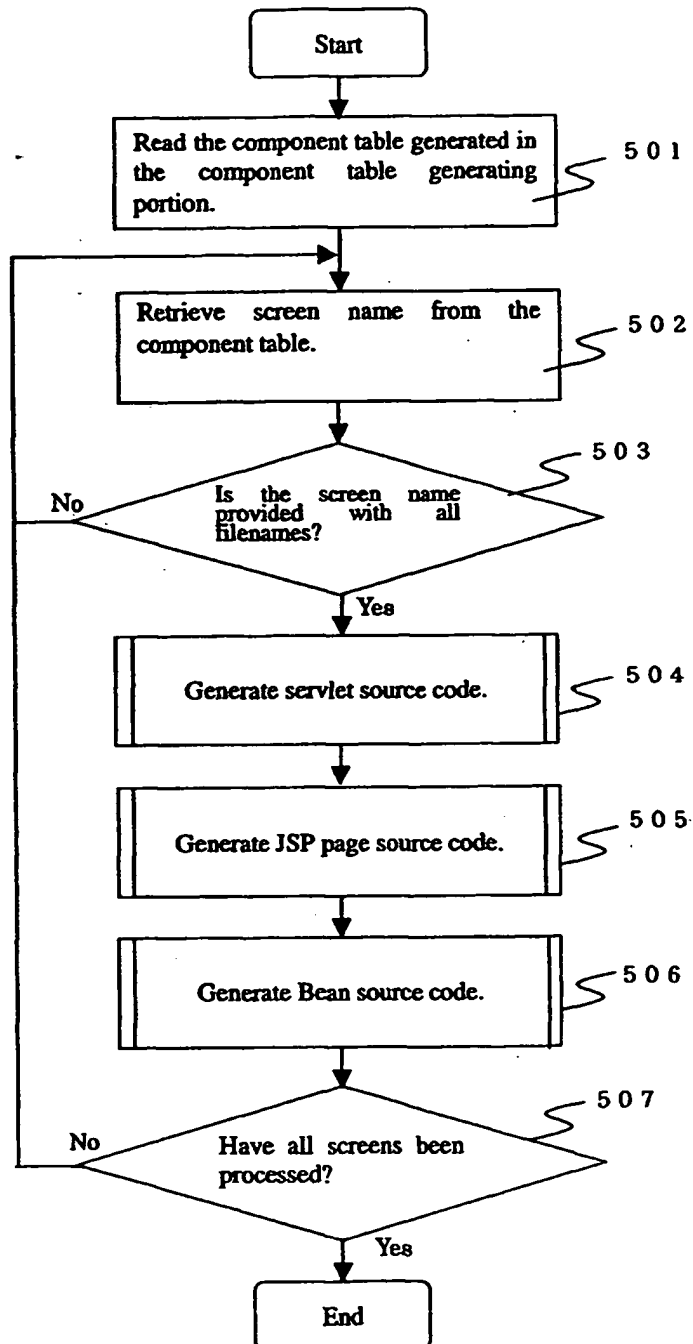 Start
Read the component table generated in
the component table generating
portion.
501
Retrieve screen name from the
component table.
502
503
No
Is the screen name
provided with all
filenames?
Yes
Generate servlet source code.
504
Generate JSP page source code.
505
Generate Bean source code.
506
507
No
Have all screens been
processed?
Yes
End